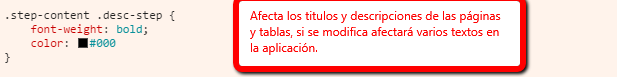 .step-content .desc-step {
font-weight: bold;
color: #000
}
Afecta los titulos y descripciones de las páginas
y tablas, si se modifica afectará varios textos en
la aplicación.